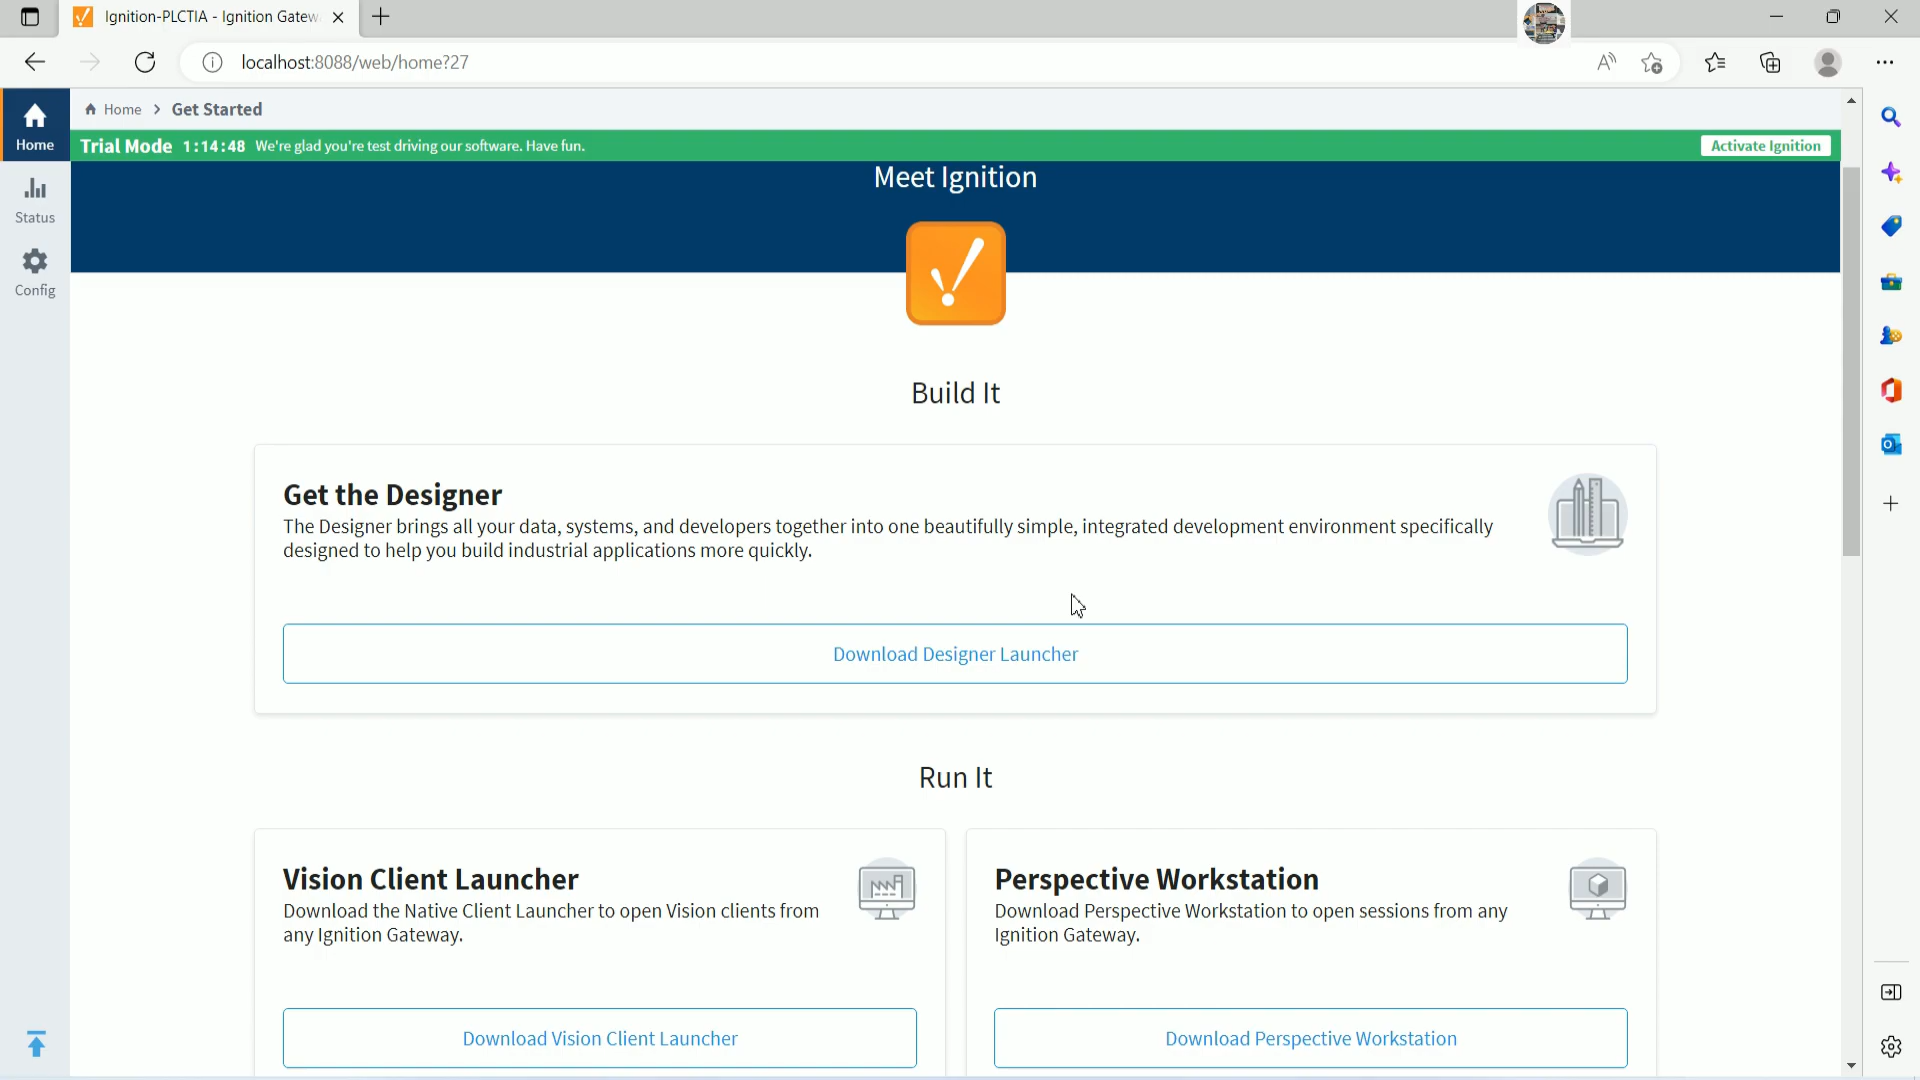 Ignition-PLCTIA - Ignition Gatew
localhost:8088/web/home?27
Home
Status
Config
Home > Get Started
Trial Mode 1:14:48 We're glad you're test driving our software. Have fun.
Activate Ignition
Meet Ignition
Build It
Get the Designer
The Designer brings all your data, systems, and developers together into one beautifully simple, integrated development environment specifically
designed to help you build industrial applications more quickly.
Download Designer Launcher
Run It
Vision Client Launcher
Download the Native Client Launcher to open Vision clients from
any Ignition Gateway.
Download Vision Client Launcher
Perspective Workstation
Download Perspective Workstation to open sessions from any
Ignition Gateway.
Download Perspective Workstation